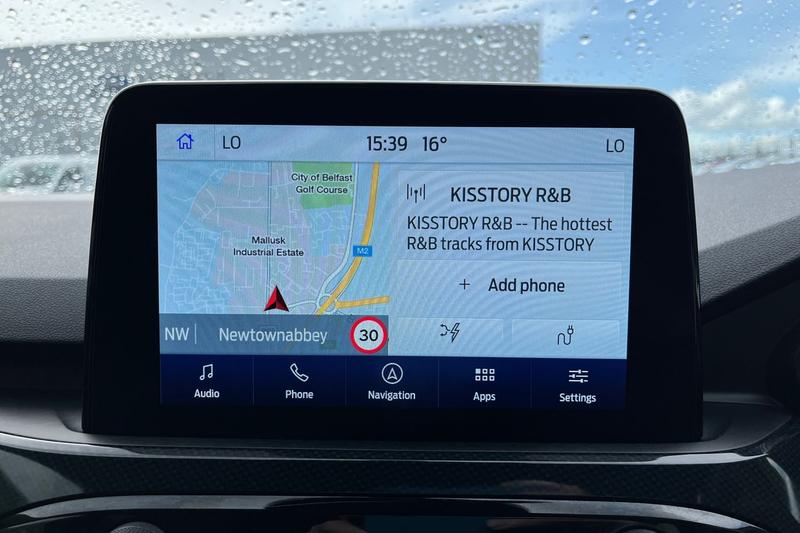 LO 15:39 16° LO
City of Belfast
Golf Course
Mallusk
Industrial Estate
M2
NW Newtownabbey 30
KISSTORY R&B
KISSTORY R&B -- The hottest
R&B tracks from KISSTORY
+ Add phone
Audio Phone Navigation Apps Settings